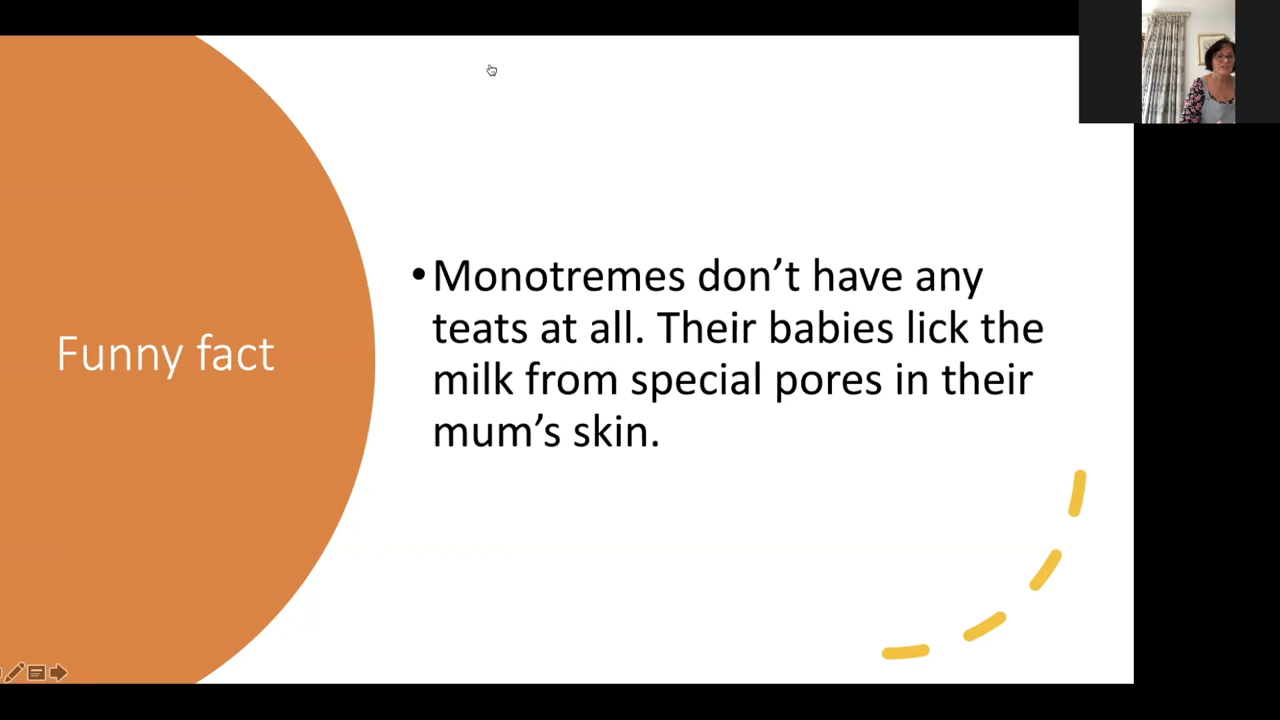 Funny fact
•Monotremes don’t have any
teats at all. Their babies lick the
milk from special pores in their
mum’s skin.